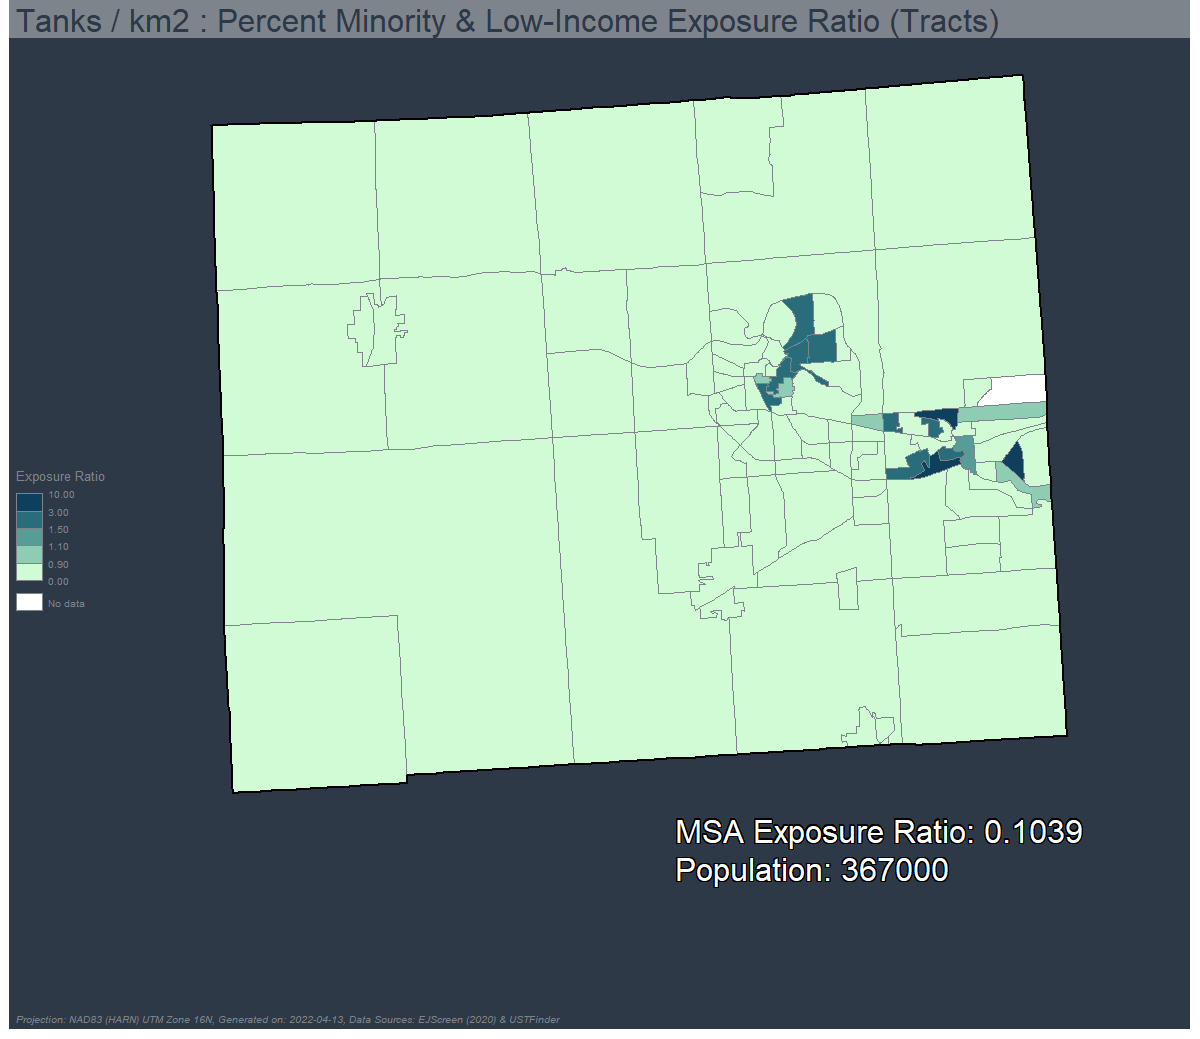 Tanks / km2 : Percent Minority & Low-Income Exposure Ratio (Tracts)
Exposure Ratio
10.00
3.00
1.50
1.10
0.90
0.00
No data
MSA Exposure Ratio: 0.1039
Population: 367000
Projection: NAD83 (HARN) UTM Zone 16N, Generated on: 2022-04-13, Data Sources: EJScreen (2020) & USTFinder